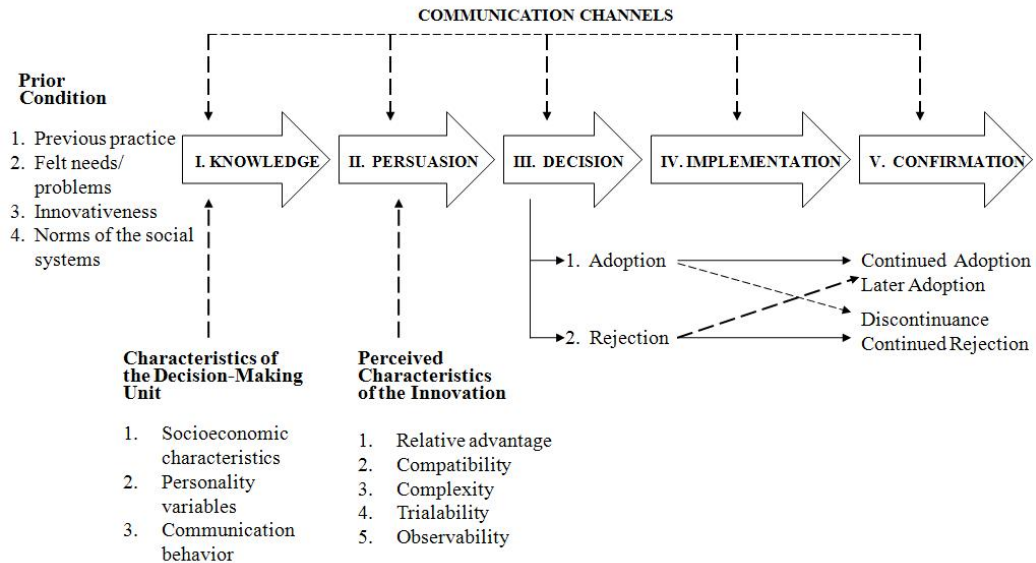 COMMUNICATION CHANNELS
Prior
Condition
1. Previous practice
2. Felt needs/
problems
3. Innovativeness
4. Norms of the social
systems
I. KNOWLEDGE
II. PERSUASION
III. DECISION
IV. IMPLEMENTATION
V. CONFIRMATION
1. Adoption
2. Rejection
Continued Adoption
Later Adoption
Discontinuance
Continued Rejection
Characteristics of
the Decision-Making
Unit
1. Socioeconomic
characteristics
2. Personality
variables
3. Communication
behavior
Perceived
Characteristics
of the Innovation
1. Relative advantage
2. Compatibility
3. Complexity
4. Trialability
5. Observability